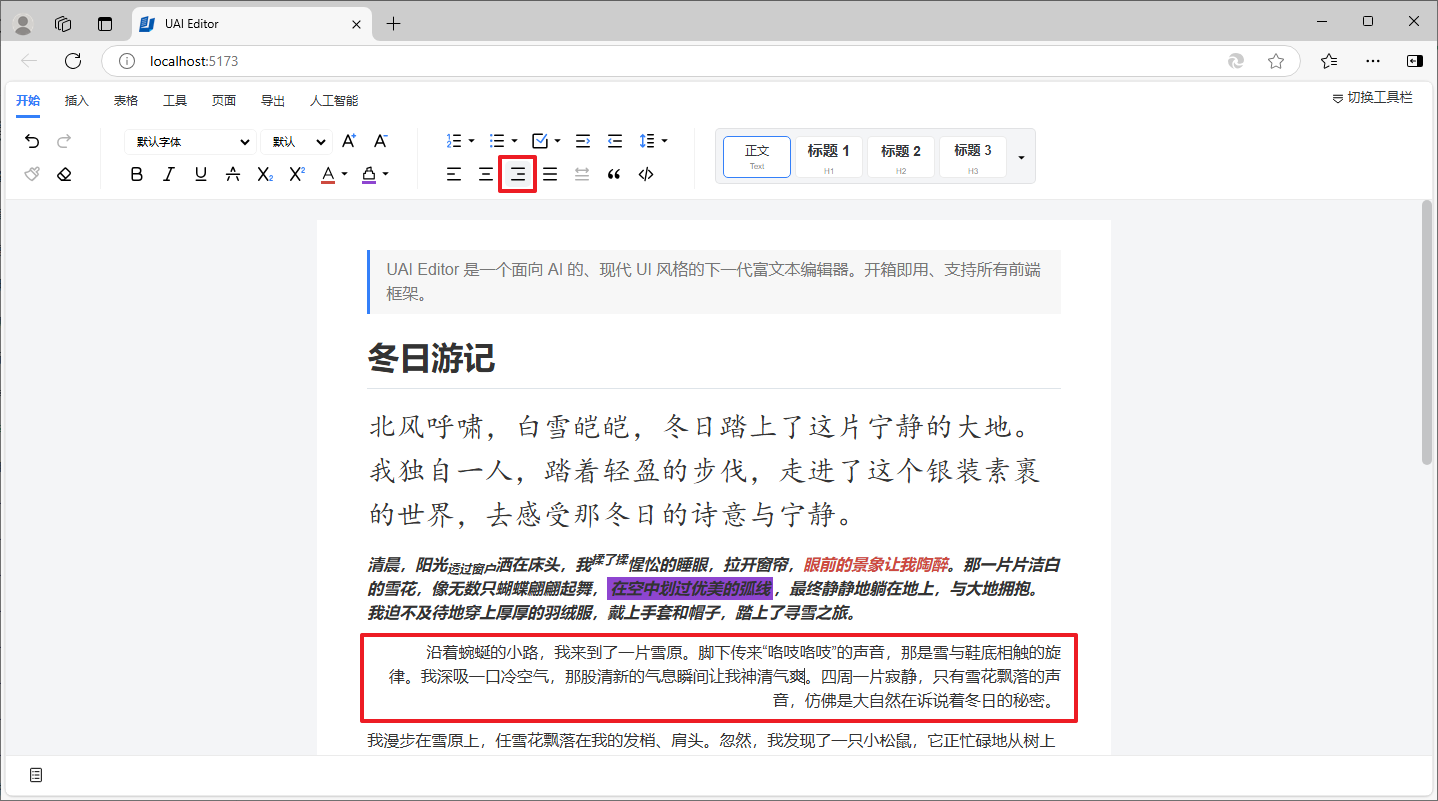 UAI Editor
localhost:5173
开始 插入 表格 工具 页面 导出 人工智能 切换工具栏
默认字体 默认 A+ A-
正文 标题 1 标题 2 标题 3
Text H1 H2 H3
B I U A X₂ X² A
UAI Editor 是一个面向 AI 的、现代 UI 风格的下一代富文本编辑器。开箱即用、支持所有前端
框架。
冬日游记
北风呼啸，白雪皑皑，冬日踏上了这片宁静的大地。
我独自一人，踏着轻盈的步伐，走进了这个银装素裹
的世界，去感受那冬日的诗意与宁静。
清晨，阳光透过窗户洒在床头，我揉了揉惺忪的睡眼，拉开窗帘，眼前的景象让我陶醉。那一片片洁白
的雪花，像无数只蝴蝶翩翩起舞，在空中划过优美的弧线，最终静静地躺在地上，与大地拥抱。
我迫不及待地穿上厚厚的羽绒服，戴上手套和帽子，踏上了寻雪之旅。
沿着蜿蜒的小路，我来到了一片雪原。脚下传来“咯吱咯吱”的声音，那是雪与鞋底相触的旋
律。我深吸一口冷空气，那股清新的气息瞬间让我神清气爽。四周一片寂静，只有雪花飘落的声
音，仿佛是大自然在诉说着冬日的秘密。
我漫步在雪原上，任雪花飘落在我的发梢、肩头。忽然，我发现了一只小松鼠，它正忙碌地从树上